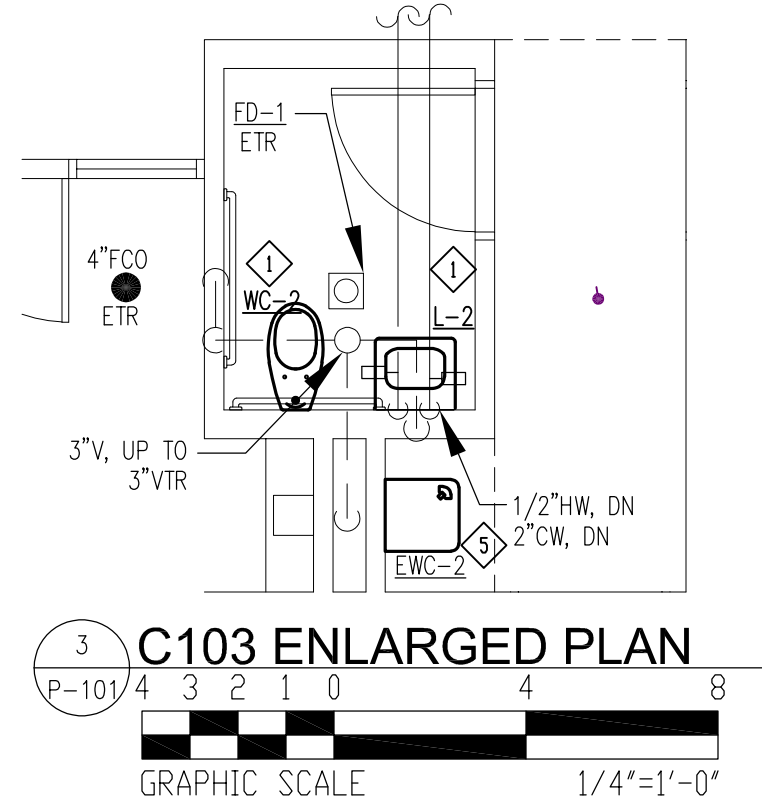 FD-1
ETR
4"FCO
ETR
1
WC-2
1
L-2
3"V, UP TO
3"VTR
1/2"HW, DN
2"CW, DN
5
EWC-2
3
P-101
C103 ENLARGED PLAN
4 3 2 1 0 4 8
GRAPHIC SCALE 1/4"=1'-0"